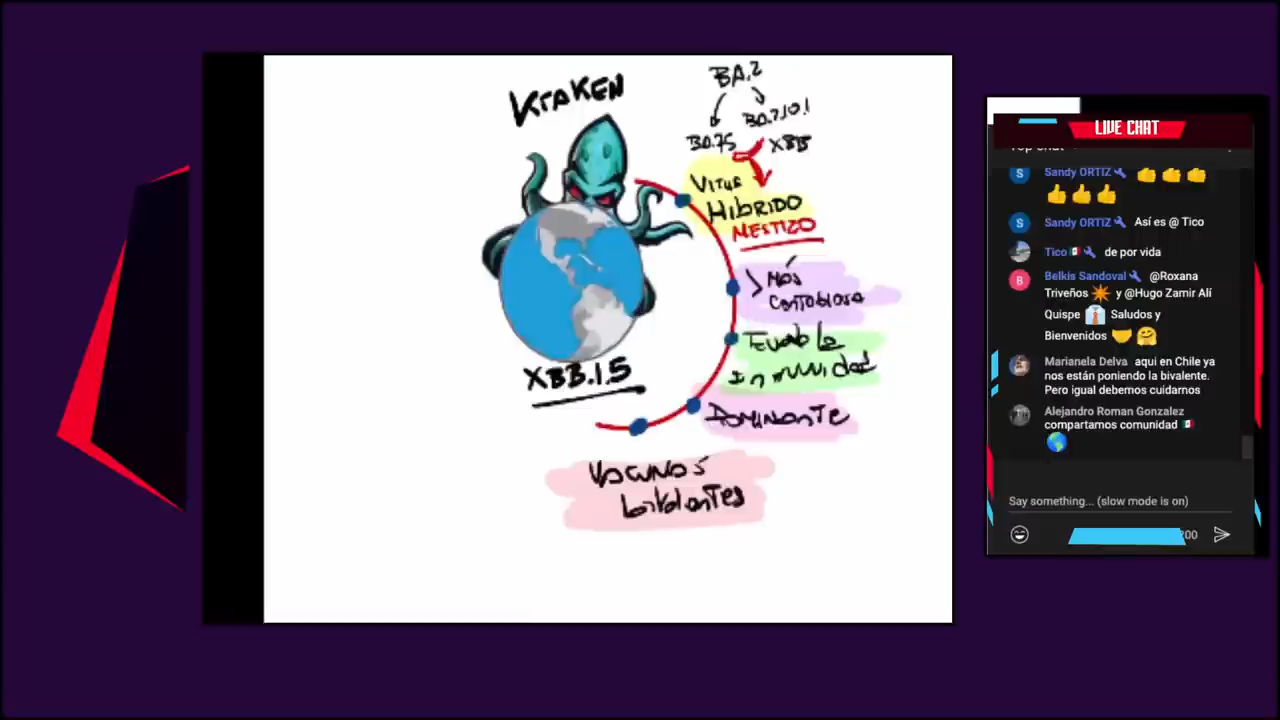 KraKEN
BA.2
BA.2.10.1
BA.75
XBB
Virus
HIBRIDO
MESTIZO
> Más
Contagiosa
Evade la
Inmunidad
XBB.1.5
DOMINANTE
VACUNAS
bivalentes
LIVE CHAT
Sandy ORTIZ
Sandy ORTIZ Así es @ Tico
Tico de por vida
Belkis Sandoval @Roxana
Triveños y @Hugo Zamir Alí
Quispe Saludos y
Bienvenidos
Marianela Delva aqui en Chile ya
nos están poniendo la bivalente.
Pero igual debemos cuidarnos
Alejandro Roman Gonzalez
compartamos comunidad
Say something... (slow mode is on)
200